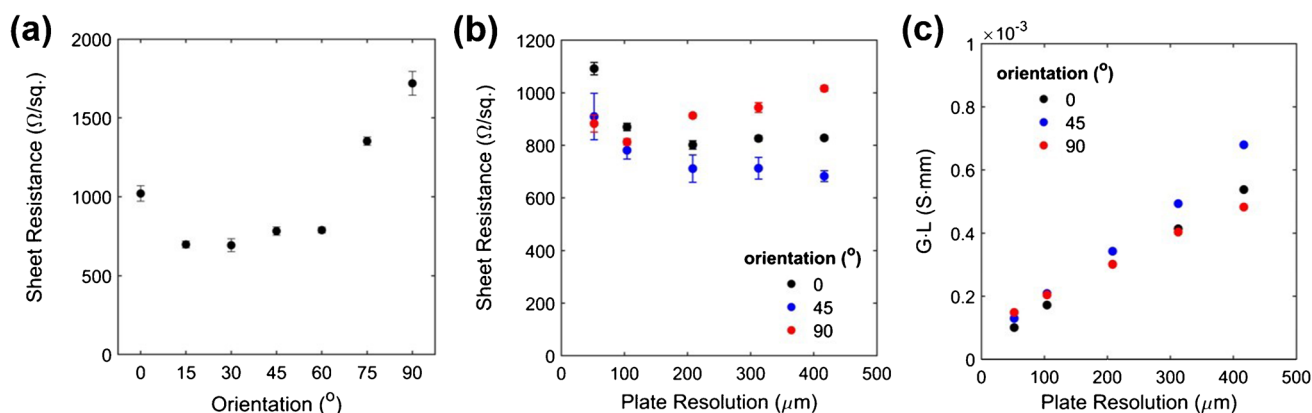 (a)
Sheet Resistance (Ω/sq.)
2000
1500
1000
500
0
0 15 30 45 60 75 90
Orientation (o)
(b)
Sheet Resistance (Ω/sq.)
1200
1000
800
600
400
200
0
orientation (o)
0
45
90
0 100 200 300 400 500
Plate Resolution (μm)
(c)
×10-3
G·L (S·mm)
1
0.8
0.6
0.4
0.2
0
orientation (o)
0
45
90
0 100 200 300 400 500
Plate Resolution (μm)